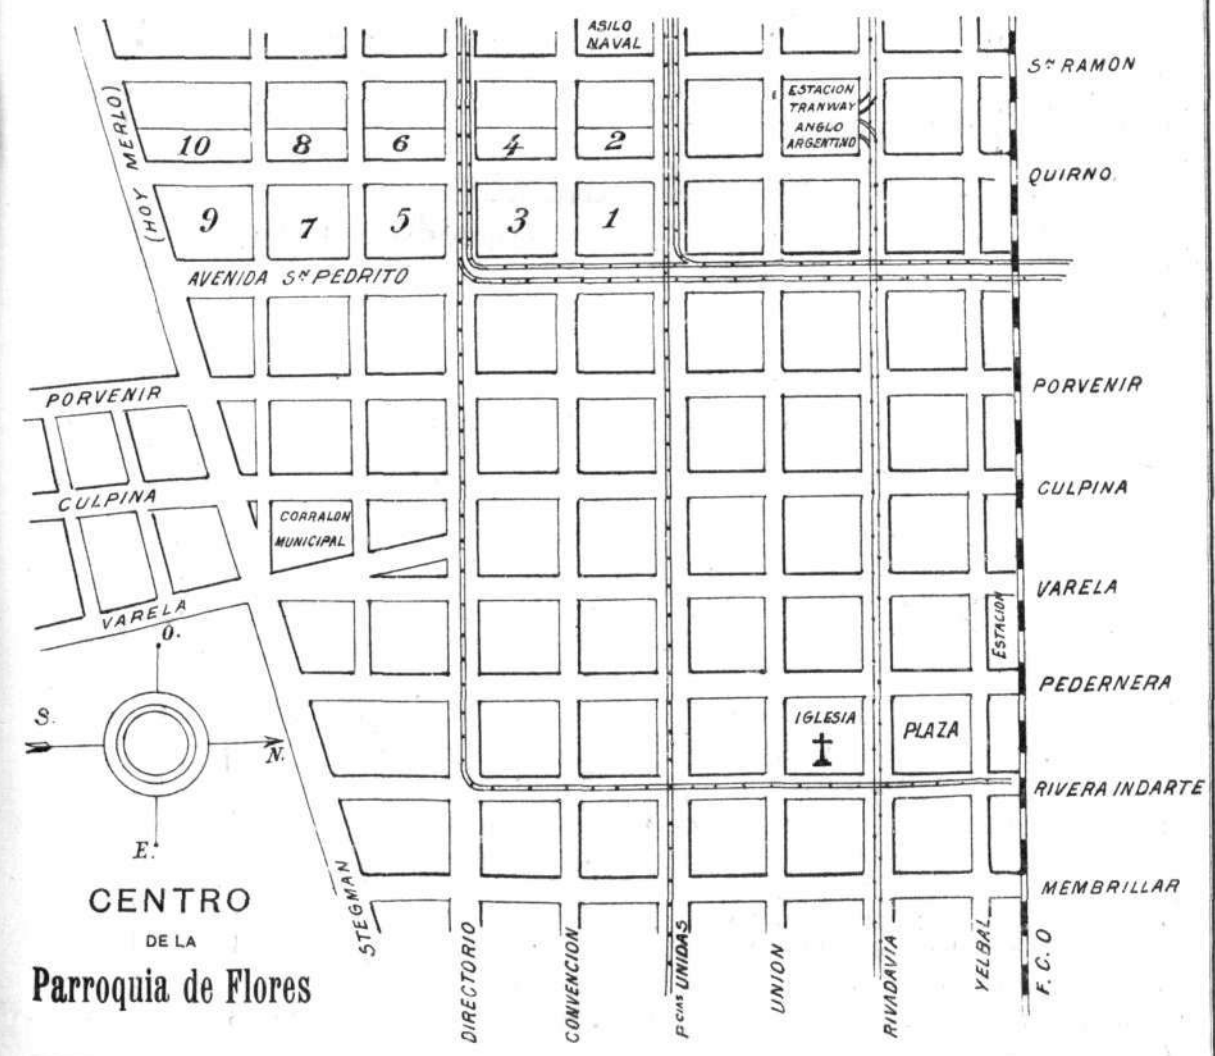 ASILO
NAVAL
Sⁿ RAMON
ESTACION
TRANWAY
ANGLO
ARGENTINO
(HOY MERLO)
10 8 6 4 2
QUIRNO.
9 7 5 3 1
AVENIDA Sⁿ PEDRITO
PORVENIR
PORVENIR
CULPINA
CULPINA
CORRALON
MUNICIPAL
VARELA
VARELA
ESTACION
O.
S.
N.
E.
PEDERNERA
IGLESIA
PLAZA
RIVERA INDARTE
MEMBRILLAR
CENTRO
DE LA
Parroquia de Flores
STEGMAN
DIRECTORIO
CONVENCION
Pcias UNIDAS
UNION
RIVADAVIA
YELBAL
F.C.O